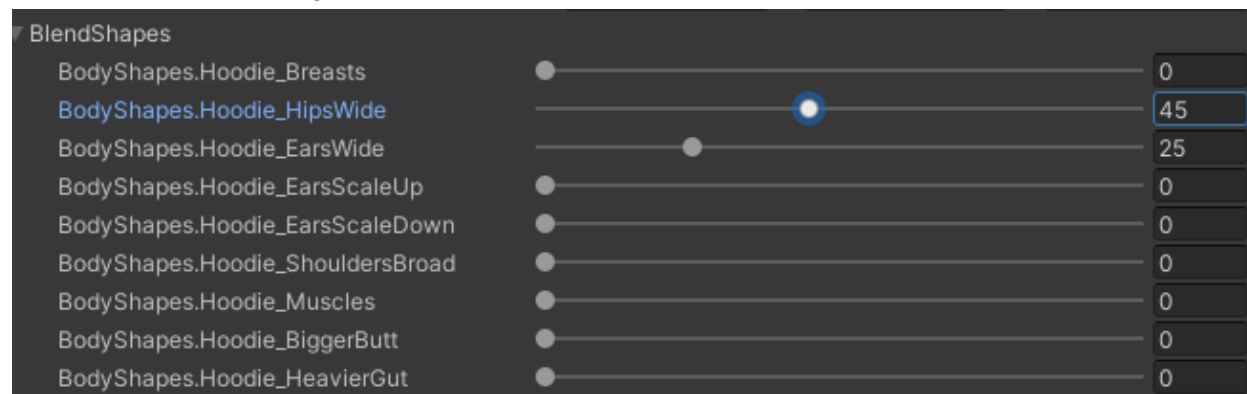 BlendShapes
BodyShapes.Hoodie_Breasts 0
BodyShapes.Hoodie_HipsWide 45
BodyShapes.Hoodie_EarsWide 25
BodyShapes.Hoodie_EarsScaleUp 0
BodyShapes.Hoodie_EarsScaleDown 0
BodyShapes.Hoodie_ShouldersBroad 0
BodyShapes.Hoodie_Muscles 0
BodyShapes.Hoodie_BiggerButt 0
BodyShapes.Hoodie_HeavierGut 0